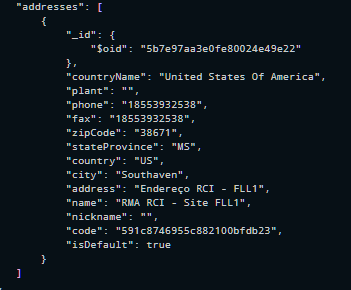 "addresses": [
{
"_id": {
"$oid": "5b7e97aa3e0fe80024e49e22"
},
"countryName": "United States Of America",
"plant": "",
"phone": "18553932538",
"fax": "18553932538",
"zipCode": "38671",
"stateProvince": "MS",
"country": "US",
"city": "Southaven",
"address": "Endereço RCI - FLL1",
"name": "RMA RCI - Site FLL1",
"nickname": "",
"code": "591c8746955c882100bfdb23",
"isDefault": true
}
]